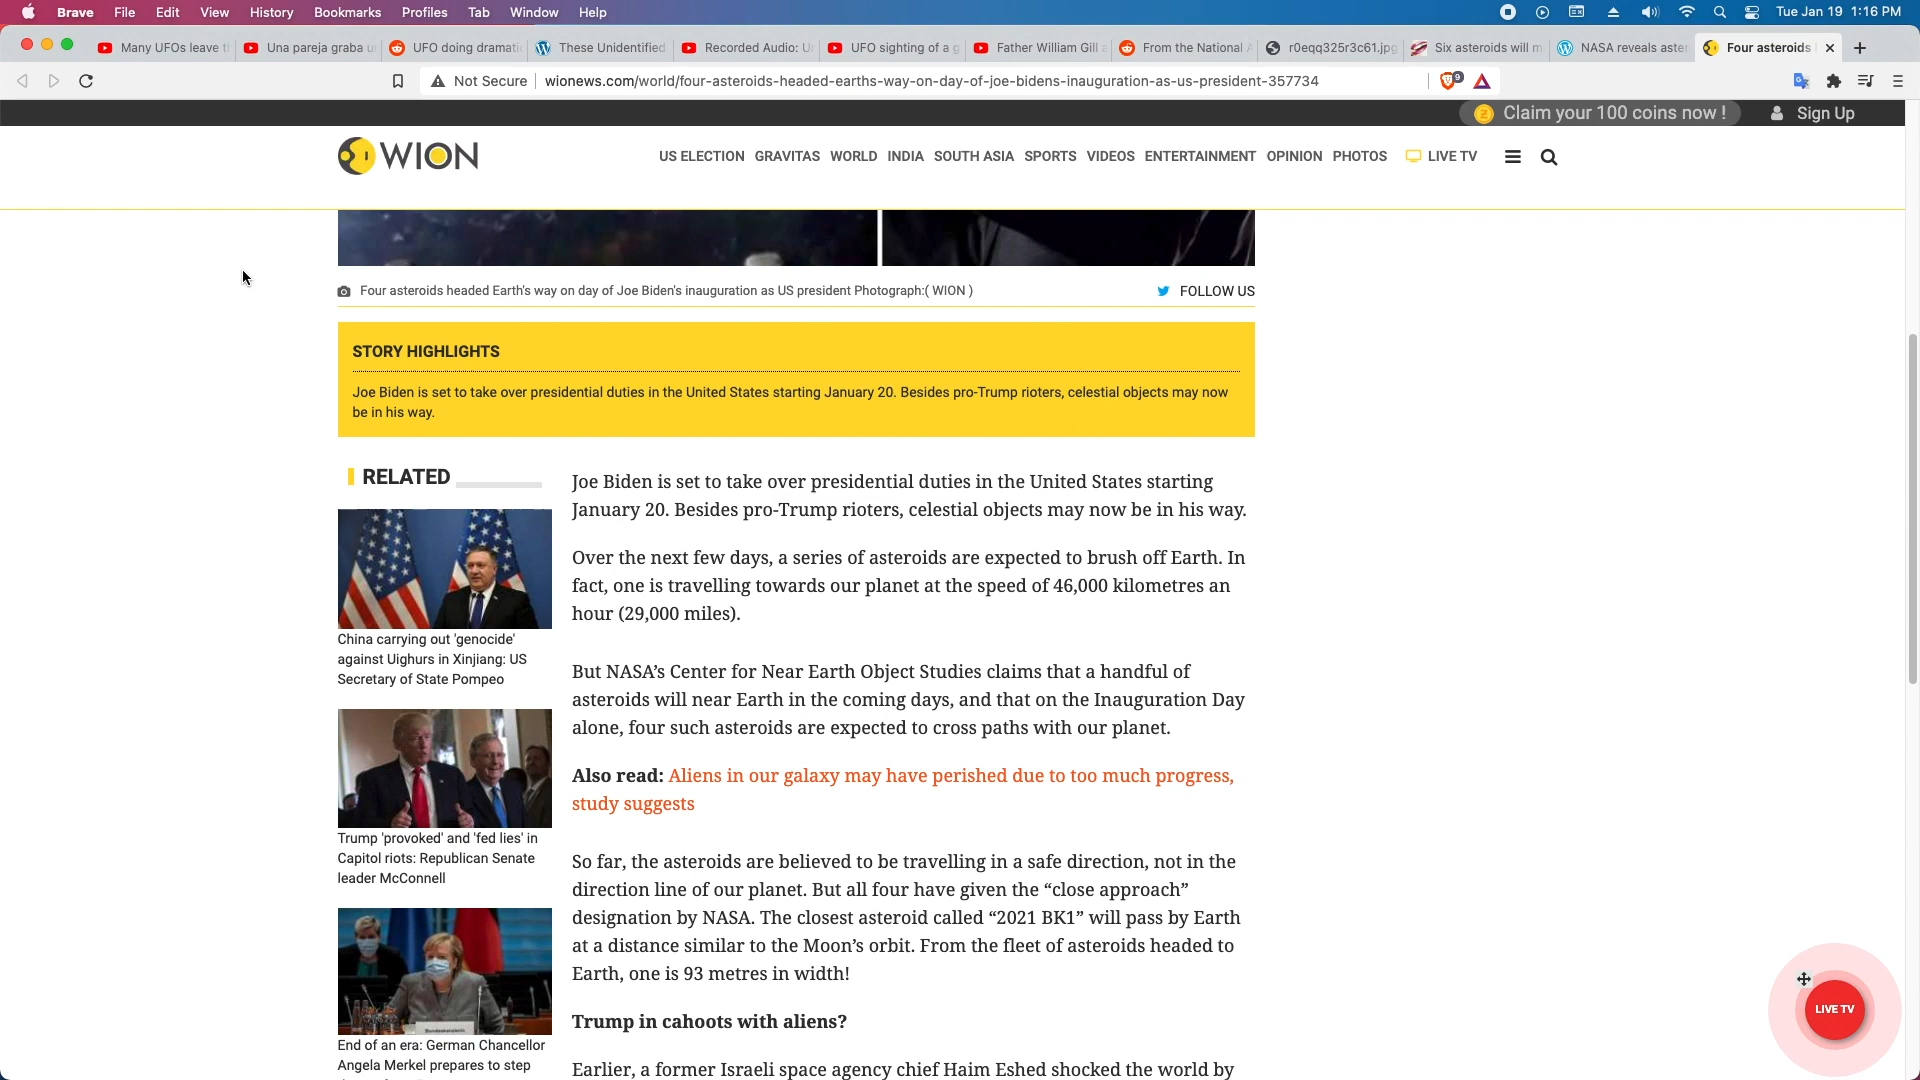 Brave File Edit View History Bookmarks Profiles Tab Window Help Tue Jan 19 1:16 PM
Many UFOs leave t Una pareja graba u UFO doing dramati These Unidentified Recorded Audio: U UFO sighting of a g Father William Gill a From the National A r0eqq325r3c61.jpg Six asteroids will m NASA reveals aster Four asteroids
Not Secure wionews.com/world/four-asteroids-headed-earths-way-on-day-of-joe-bidens-inauguration-as-us-president-357734 9
Claim your 100 coins now ! Sign Up
WION US ELECTION GRAVITAS WORLD INDIA SOUTH ASIA SPORTS VIDEOS ENTERTAINMENT OPINION PHOTOS LIVE TV
Four asteroids headed Earth's way on day of Joe Biden's inauguration as US president Photograph:( WION ) FOLLOW US
STORY HIGHLIGHTS
Joe Biden is set to take over presidential duties in the United States starting January 20. Besides pro-Trump rioters, celestial objects may now
be in his way.
RELATED
China carrying out 'genocide'
against Uighurs in Xinjiang: US
Secretary of State Pompeo
Trump 'provoked' and 'fed lies' in
Capitol riots: Republican Senate
leader McConnell
End of an era: German Chancellor
Angela Merkel prepares to step
Joe Biden is set to take over presidential duties in the United States starting
January 20. Besides pro-Trump rioters, celestial objects may now be in his way.
Over the next few days, a series of asteroids are expected to brush off Earth. In
fact, one is travelling towards our planet at the speed of 46,000 kilometres an
hour (29,000 miles).
But NASA’s Center for Near Earth Object Studies claims that a handful of
asteroids will near Earth in the coming days, and that on the Inauguration Day
alone, four such asteroids are expected to cross paths with our planet.
Also read: Aliens in our galaxy may have perished due to too much progress,
study suggests
So far, the asteroids are believed to be travelling in a safe direction, not in the
direction line of our planet. But all four have given the “close approach”
designation by NASA. The closest asteroid called “2021 BK1” will pass by Earth
at a distance similar to the Moon’s orbit. From the fleet of asteroids headed to
Earth, one is 93 metres in width!
Trump in cahoots with aliens?
Earlier, a former Israeli space agency chief Haim Eshed shocked the world by
LIVE TV